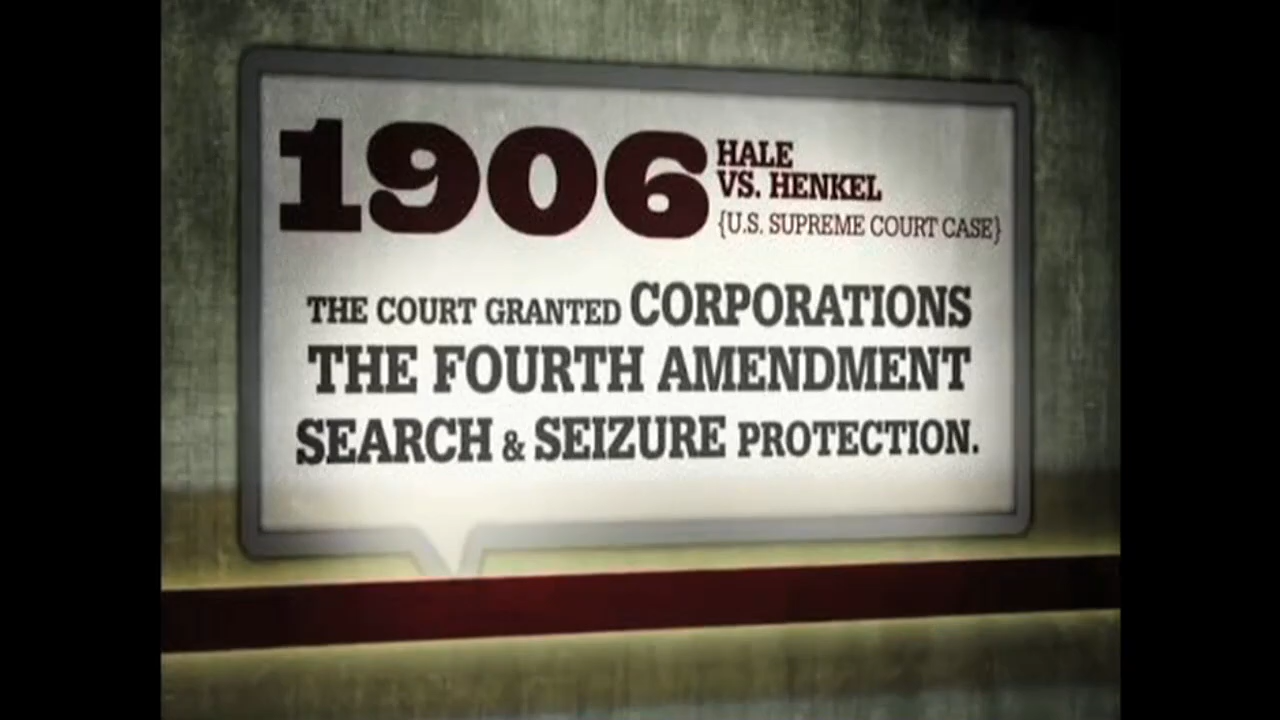 1906 HALE
VS. HENKEL
{U.S. SUPREME COURT CASE}
THE COURT GRANTED CORPORATIONS
THE FOURTH AMENDMENT
SEARCH & SEIZURE PROTECTION.